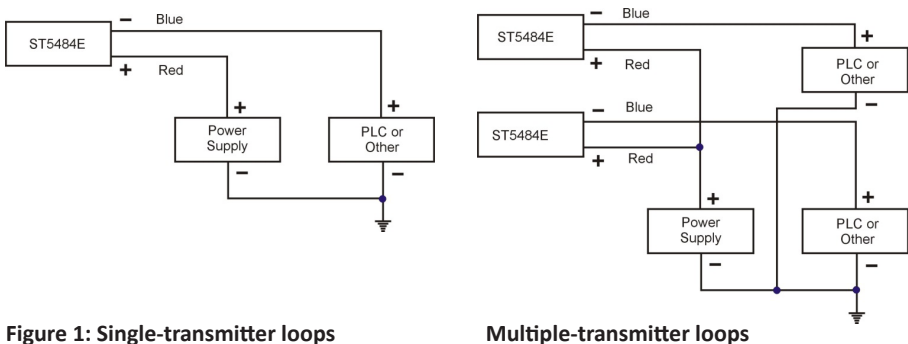 − Blue
ST5484E
+ Red
+
Power
Supply
−
+
PLC or
Other
−
− Blue
ST5484E
+ Red
− Blue
ST5484E
+ Red
+
PLC or
Other
−
+
Power
Supply
−
+
PLC or
Other
−
Figure 1: Single-transmitter loops
Multiple-transmitter loops